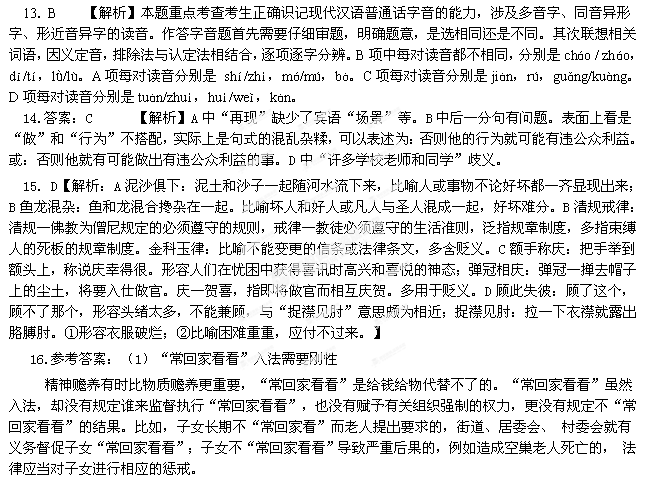 13. B 【解析】本题重点考查考生正确识记现代汉语普通话字音的能力，涉及多音字、同音异形
字、形近音异字的读音。作答字音题首先需要仔细审题，明确题意，是选相同还是不同。其次联想相关
词语，因义定音，排除法与认定法相结合，逐项逐字分辨。B 项中每对读音都不相同，分别是 cháo / zháo，
dí/tí，lǜ/lù。A 项每对读音分别是 shí/zhì，mó/mú，bò。C 项每对读音分别是 jiàn，rú，guǎng/kuàng。
D 项每对读音分别是 tuān/zhuì，huì/wèi，kān。
14. 答案：C 【解析】A 中“再现”缺少了宾语“场景”等。B 中后一分句有问题。表面上看是
“做”和“行为”不搭配，实际上是句式的混乱杂糅，可以表述为：否则他的行为就可能有违公众利益。
或：否则他就有可能做出有违公众利益的事。D 中“许多学校老师和同学”歧义。
15. D【解析：A 泥沙俱下：泥土和沙子一起随河水流下来，比喻人或事物不论好坏都一齐显现出来；
B 鱼龙混杂：鱼和龙混合搀杂在一起。比喻坏人和好人或凡人与圣人混成一起，好坏难分。B 清规戒律：
清规—佛教为僧尼规定的必须遵守的规则，戒律—教徒必须遵守的生活准则，泛指规章制度，多指束缚
人的死板的规章制度。金科玉律：比喻不能变更的信条或法律条文，多含贬义。C 额手称庆：把手举到
额头上，称说庆幸得很。形容人们在忧困中获得喜讯时高兴和喜悦的神态；弹冠相庆：弹冠一掸去帽子
上的尘土，将要入仕做官。庆一贺喜，指即将做官而相互庆贺。多用于贬义。D 顾此失彼：顾了这个，
顾不了那个，形容头绪太多，不能兼顾，与“捉襟见肘”意思颇为相近；捉襟见肘：拉一下衣襟就露出
胳膊肘。①形容衣服破烂；②比喻困难重重，应付不过来。】
16. 参考答案：（1）“常回家看看”入法需要刚性
精神赡养有时比物质赡养更重要，“常回家看看”是给钱给物代替不了的。“常回家看看”虽然
入法，却没有规定谁来监督执行“常回家看看”，也没有赋予有关组织强制的权力，更没有规定不“常
回家看看”的结果。比如，子女长期不“常回家看看”而老人提出要求的，街道、居委会、 村委会就有
义务督促子女“常回家看看”；子女不“常回家看看”导致严重后果的，例如造成空巢老人死亡的， 法
律应当对子女进行相应的惩戒。